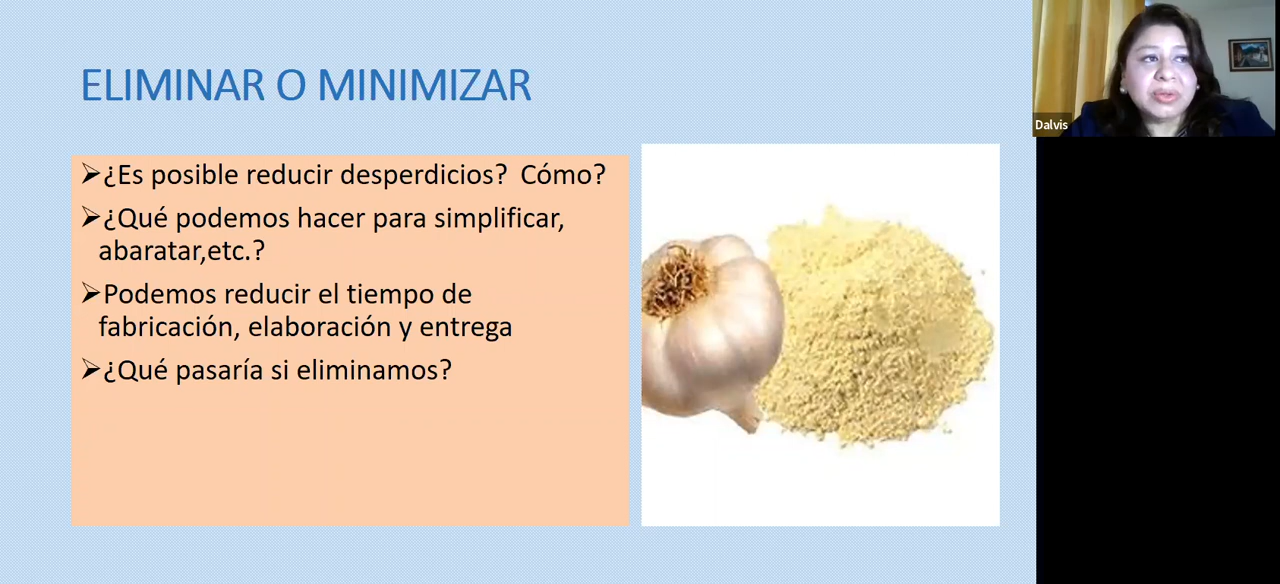 ELIMINAR O MINIMIZAR
➢¿Es posible reducir desperdicios?  Cómo?
➢¿Qué podemos hacer para simplificar,
abaratar,etc.?
➢Podemos reducir el tiempo de
fabricación, elaboración y entrega
➢¿Qué pasaría si eliminamos?
Dalvis